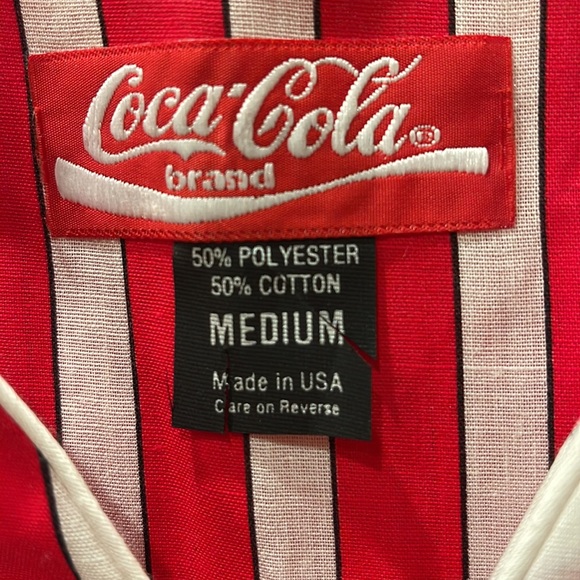 Coca-Cola®
brand
50% POLYESTER
50% COTTON
MEDIUM
Made in USA
Care on Reverse